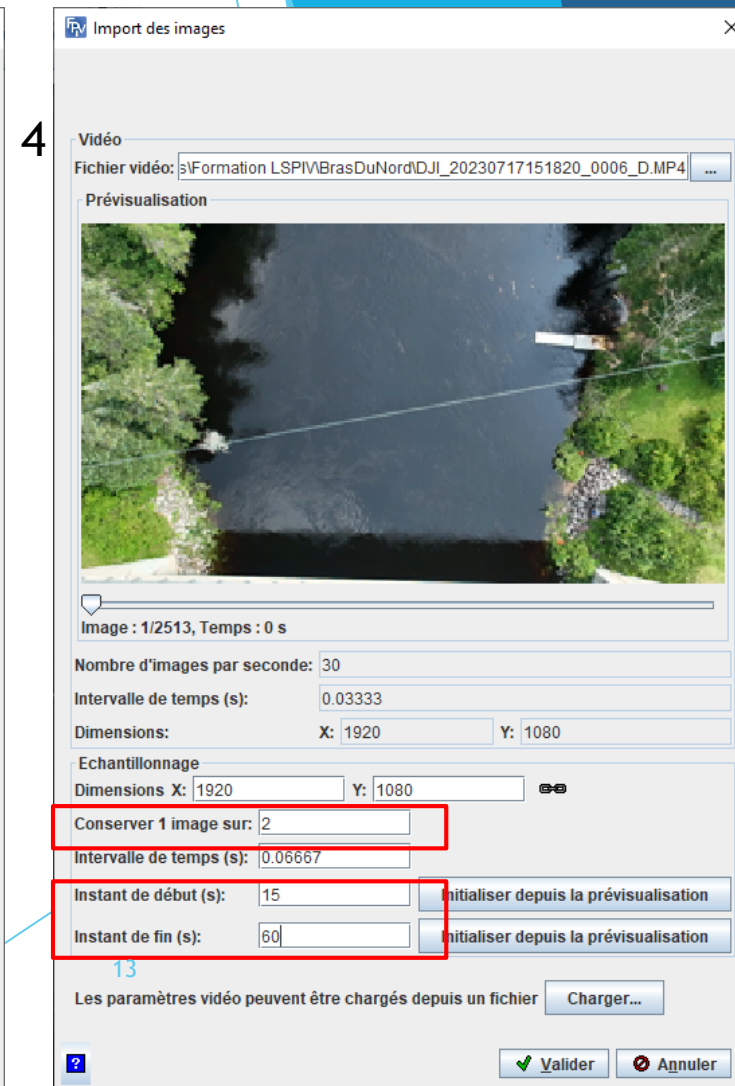 FPIV Import des images
4
Vidéo
Fichier vidéo: s\Formation LSPIV\BrasDuNord\DJI_20230717151820_0006_D.MP4 ...
Prévisualisation
Image : 1/2513, Temps : 0 s
Nombre d'images par seconde: 30
Intervalle de temps (s): 0.03333
Dimensions: X: 1920 Y: 1080
Echantillonnage
Dimensions X: 1920 Y: 1080
Conserver 1 image sur: 2
Intervalle de temps (s): 0.06667
Instant de début (s): 15 Initialiser depuis la prévisualisation
Instant de fin (s): 60 Initialiser depuis la prévisualisation
13
Les paramètres vidéo peuvent être chargés depuis un fichier Charger...
? Valider Annuler